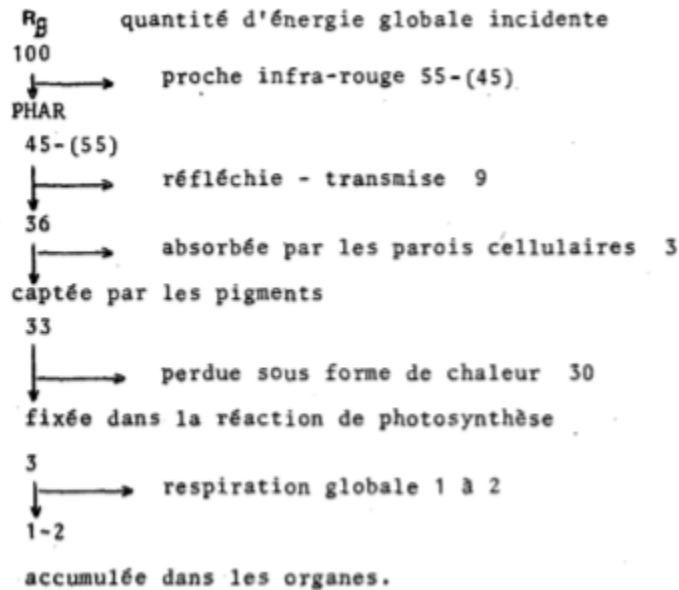 Rg quantité d'énergie globale incidente
100
proche infra-rouge 55-(45)
PHAR
45-(55)
réfléchie - transmise 9
36
absorbée par les parois cellulaires 3
captée par les pigments
33
perdue sous forme de chaleur 30
fixée dans la réaction de photosynthèse
3
respiration globale 1 à 2
1-2
accumulée dans les organes.